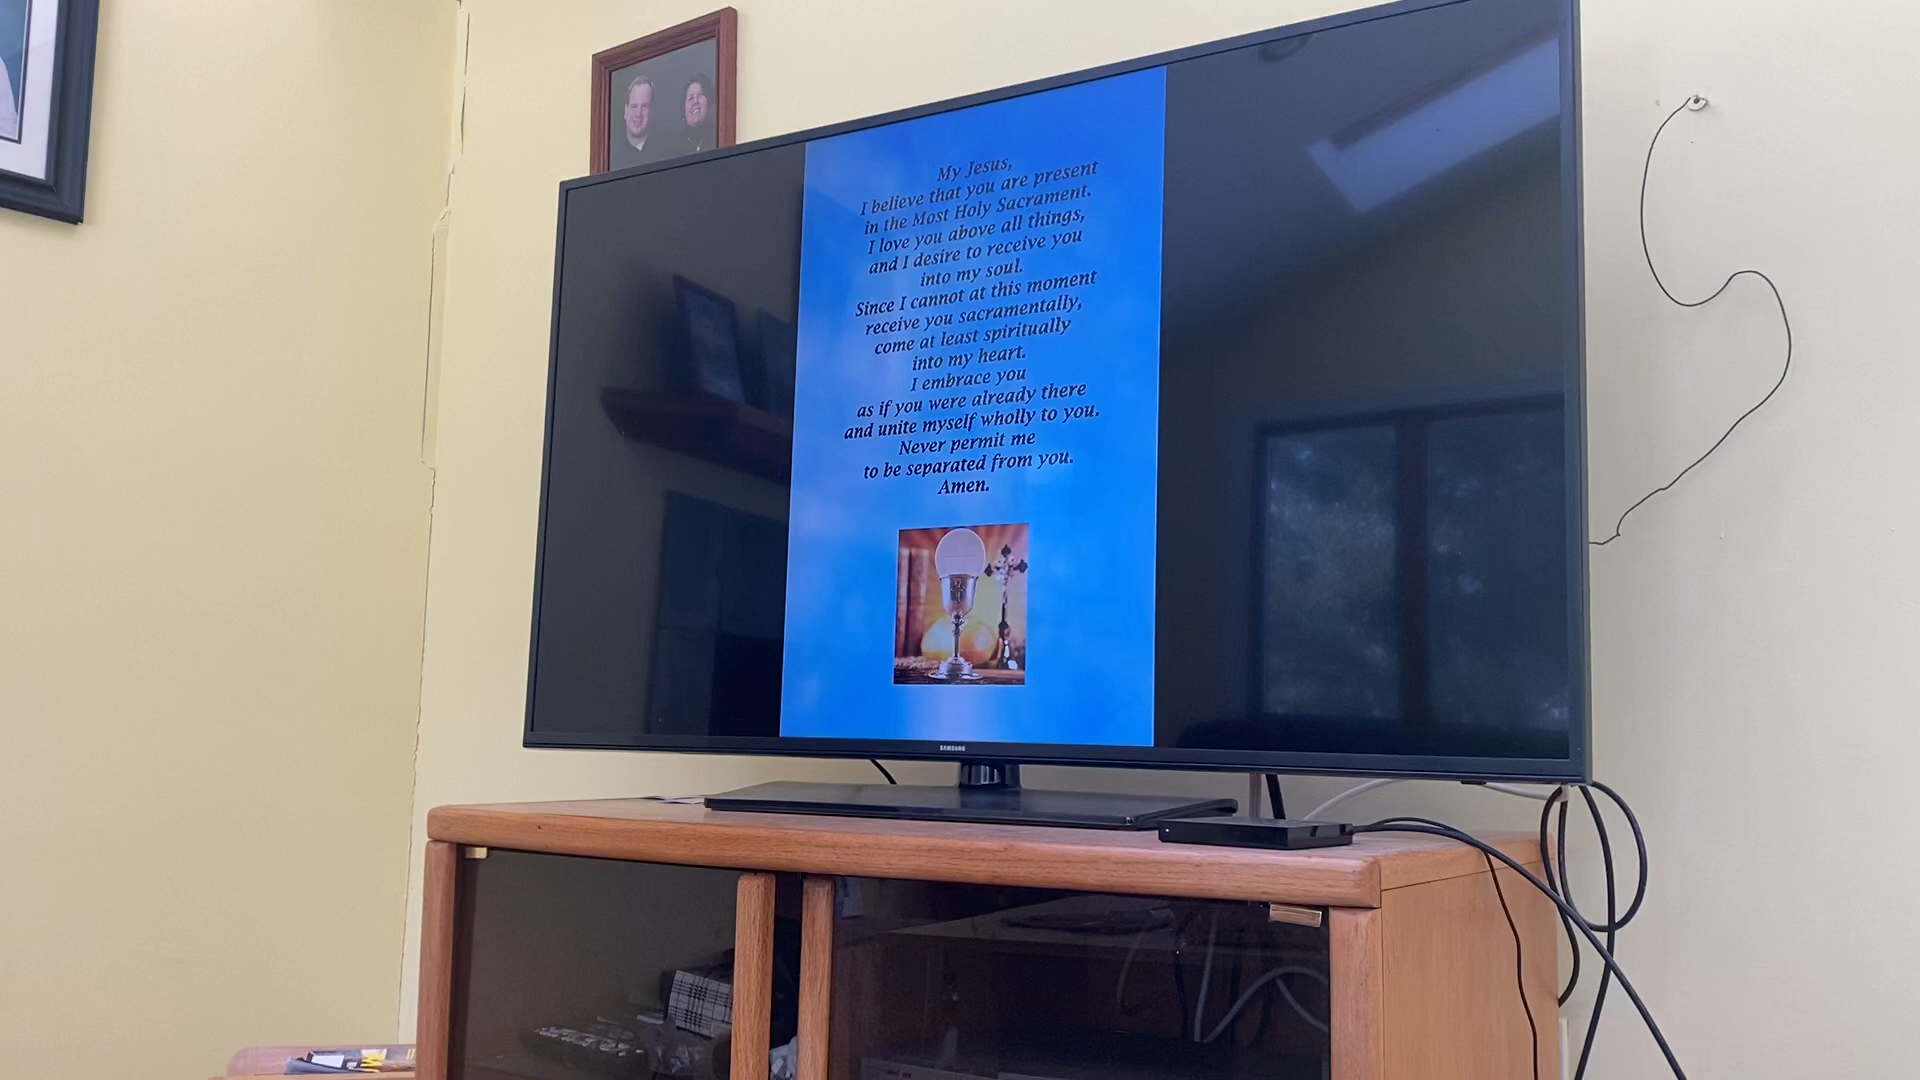 My Jesus,
I believe that you are present
in the Most Holy Sacrament.
I love you above all things,
and I desire to receive you
into my soul.
Since I cannot at this moment
receive you sacramentally,
come at least spiritually
into my heart.
I embrace you
as if you were already there
and unite myself wholly to you.
Never permit me
to be separated from you.
Amen.
SAMSUNG